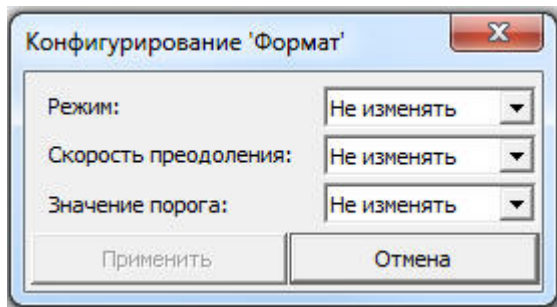 Конфигурирование 'Формат'
Режим: Не изменять
Скорость преодоления: Не изменять
Значение порога: Не изменять
Применить Отмена